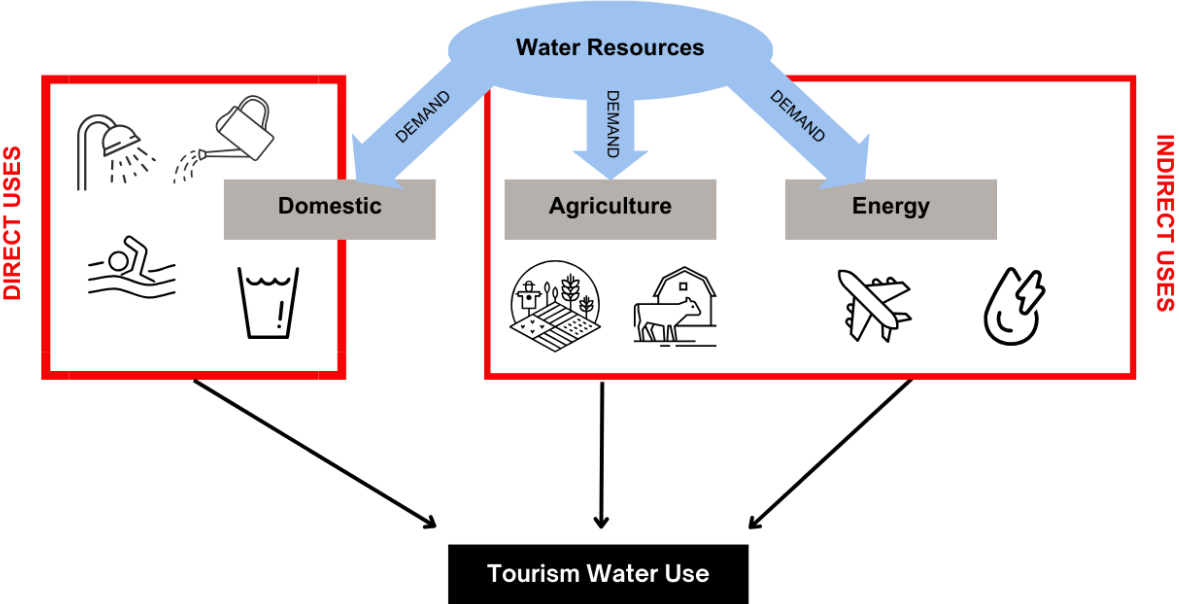 Water Resources
DEMAND
DEMAND
DEMAND
DIRECT USES
INDIRECT USES
Domestic
Agriculture
Energy
Tourism Water Use